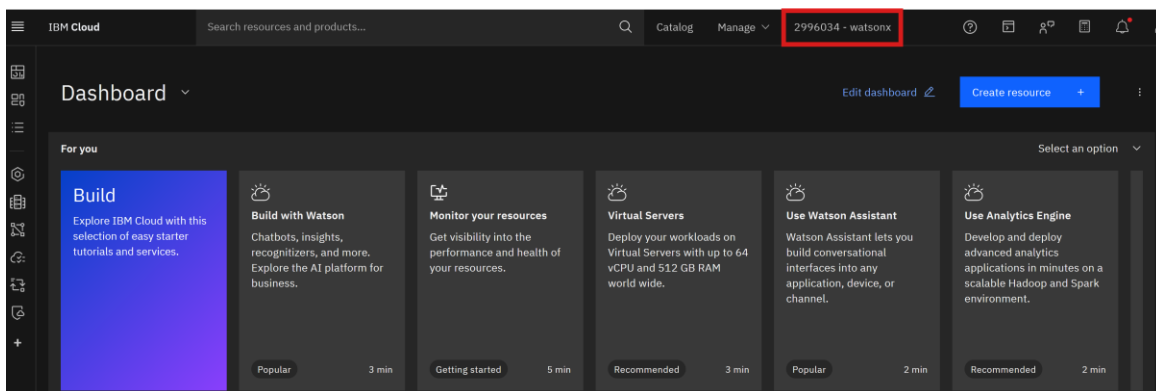 IBM Cloud
Search resources and products...
Catalog
Manage
2996034 - watsonx
Dashboard
Edit dashboard
Create resource +
For you
Select an option
Build
Explore IBM Cloud with this
selection of easy starter
tutorials and services.
Build with Watson
Chatbots, insights,
recognizers, and more.
Explore the AI platform for
business.
Popular
3 min
Monitor your resources
Get visibility into the
performance and health of
your resources.
Getting started
5 min
Virtual Servers
Deploy your workloads on
Virtual Servers with up to 64
vCPU and 512 GB RAM
world wide.
Recommended
3 min
Use Watson Assistant
Watson Assistant lets you
build conversational
interfaces into any
application, device, or
channel.
Popular
2 min
Use Analytics Engine
Develop and deploy
advanced analytics
applications in minutes on a
scalable Hadoop and Spark
environment.
Recommended
2 min